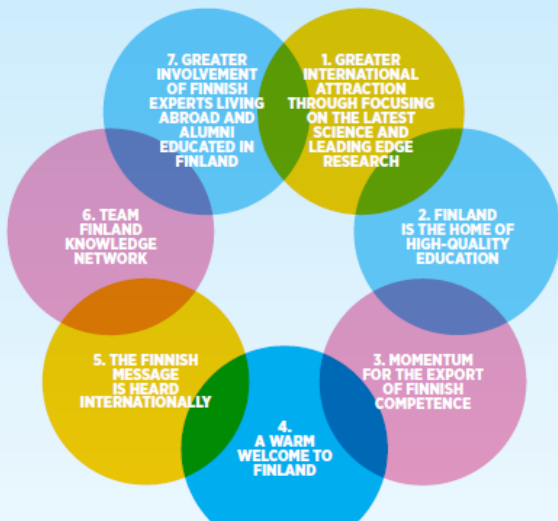 7. GREATER
INVOLVEMENT
OF FINNISH
EXPERTS LIVING
ABROAD AND
ALUMNI
EDUCATED IN
FINLAND
1. GREATER
INTERNATIONAL
ATTRACTION
THROUGH FOCUSING
ON THE LATEST
SCIENCE AND
LEADING EDGE
RESEARCH
6. TEAM
FINLAND
KNOWLEDGE
NETWORK
2. FINLAND
IS THE HOME OF
HIGH-QUALITY
EDUCATION
5. THE FINNISH
MESSAGE
IS HEARD
INTERNATIONALLY
3. MOMENTUM
FOR THE EXPORT
OF FINNISH
COMPETENCE
4.
A WARM
WELCOME TO
FINLAND